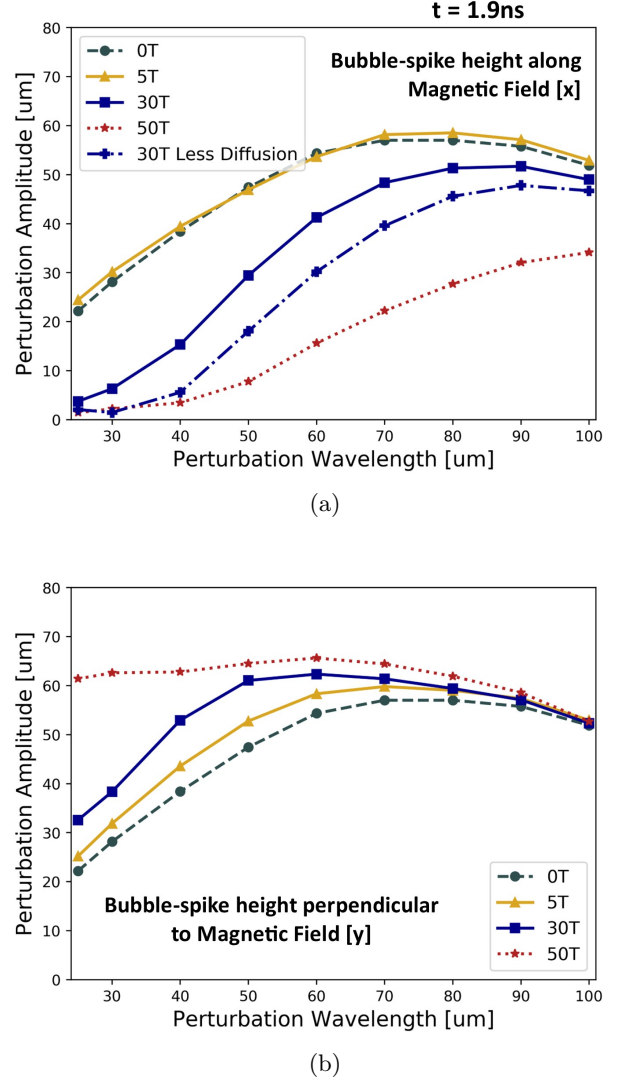 t = 1.9ns
80
70
60
50
40
30
20
10
0
Perturbation Amplitude [um]
0T
5T
30T
50T
30T Less Diffusion
Bubble-spike height along
Magnetic Field [x]
30 40 50 60 70 80 90 100
Perturbation Wavelength [um]
(a)
80
70
60
50
40
30
20
10
0
Perturbation Amplitude [um]
Bubble-spike height perpendicular
to Magnetic Field [y]
0T
5T
30T
50T
30 40 50 60 70 80 90 100
Perturbation Wavelength [um]
(b)